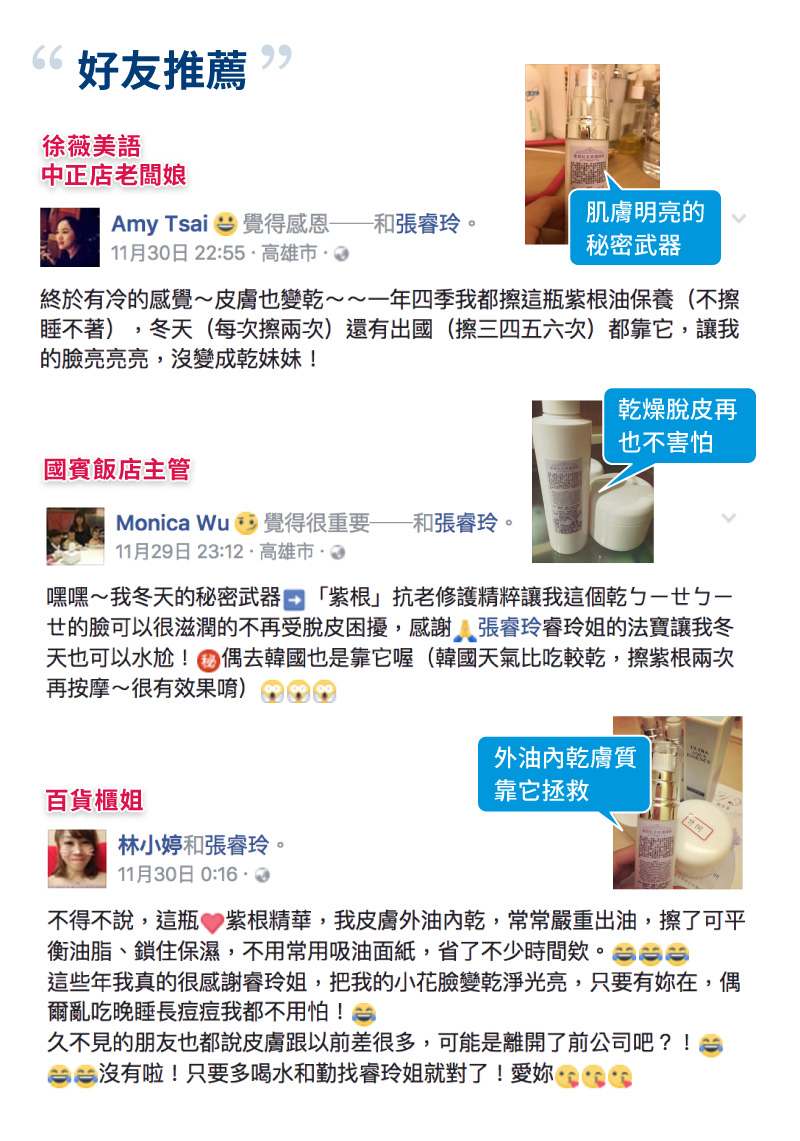 “ 好友推薦 ”
徐薇美語
中正店老闆娘
肌膚明亮的
秘密武器
Amy Tsai 😃 覺得感恩——和張睿玲。
11月30日 22:55 · 高雄市 ·
終於有冷的感覺～皮膚也變乾～～一年四季我都擦這瓶紫根油保養（不擦
睡不著），冬天（每次擦兩次）還有出國（擦三四五六次）都靠它，讓我
的臉亮亮亮，沒變成乾妹妹！
乾燥脫皮再
也不害怕
國賓飯店主管
Monica Wu 🤨 覺得很重要——和張睿玲。
11月29日 23:12 · 高雄市 ·
嘿嘿～我冬天的秘密武器➡️「紫根」抗老修護精粹讓我這個乾ㄅㄧㄝㄅㄧ
ㄝ的臉可以很滋潤的不再受脫皮困擾，感謝🙏張睿玲睿玲姐的法寶讓我冬
天也可以水尬！㊙️偶去韓國也是靠它喔（韓國天氣比吃較乾，擦紫根兩次
再按摩～很有效果唷）😱😱😱
外油內乾膚質
靠它拯救
ULTRA
ESSENCE
百貨櫃姐
林小婷和張睿玲。
11月30日 0:16 ·
不得不說，這瓶❤️紫根精華，我皮膚外油內乾，常常嚴重出油，擦了可平
衡油脂、鎖住保濕，不用常用吸油面紙，省了不少時間欸。😂😂😂
這些年我真的很感謝睿玲姐，把我的小花臉變乾淨光亮，只要有妳在，偶
爾亂吃晚睡長痘痘我都不用怕！😂
久不見的朋友也都說皮膚跟以前差很多，可能是離開了前公司吧？！😂
😂😂沒有啦！只要多喝水和勤找睿玲姐就對了！愛妳😘😘😘